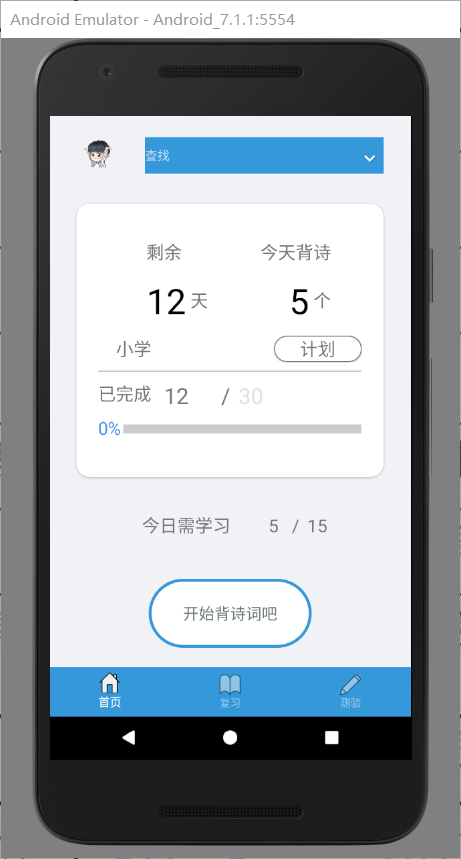 Android Emulator - Android_7.1.1:5554
查找
剩余 今天背诗
12 天 5 个
小学 计划
已完成 12 / 30
0%
今日需学习 5 / 15
开始背诗词吧
首页 复习 测验